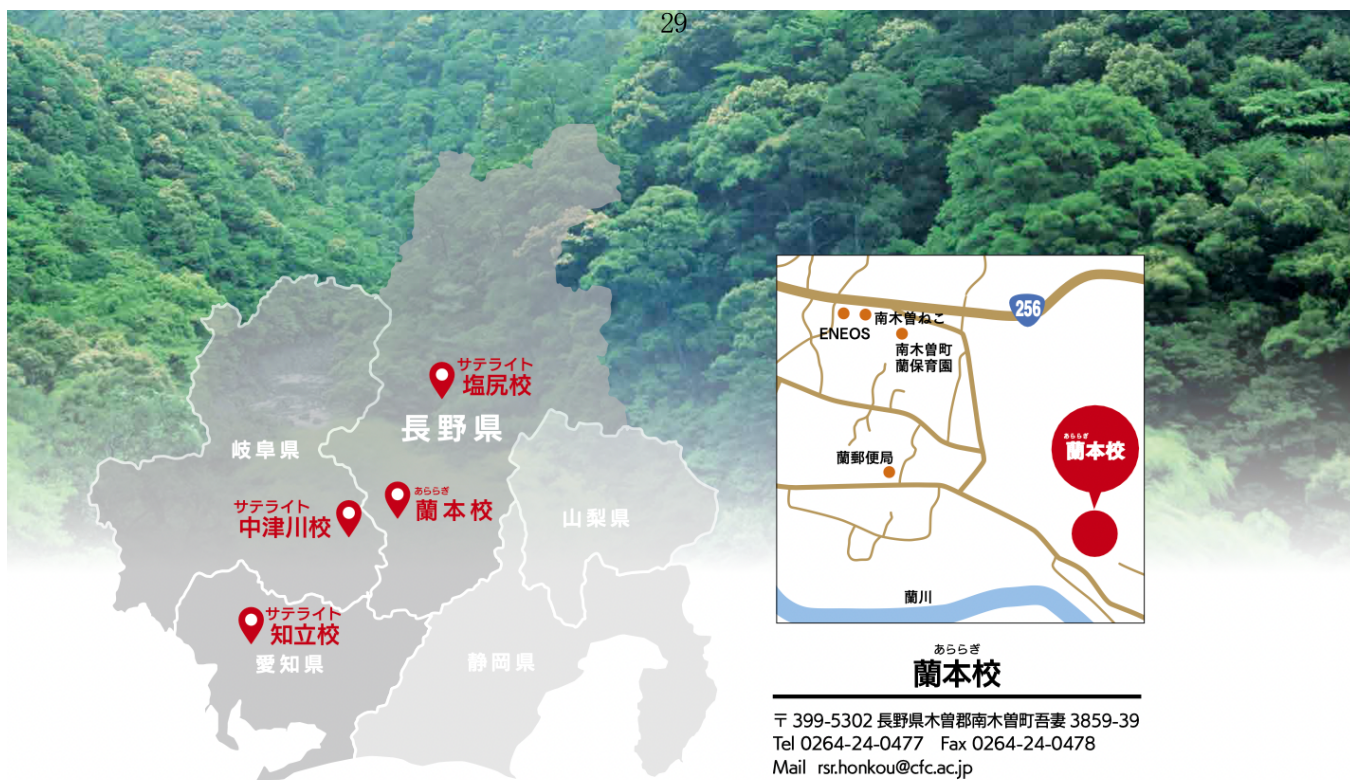 29
サテライト
塩尻校
長野県
岐阜県
サテライト
中津川校
あららぎ
蘭本校
山梨県
サテライト
知立校
愛知県
静岡県
256
南木曽ねこ
ENEOS
南木曽町
蘭保育園
あららぎ
蘭本校
蘭郵便局
蘭川
あららぎ
蘭本校
〒399-5302 長野県木曽郡南木曽町吾妻 3859-39
Tel 0264-24-0477 Fax 0264-24-0478
Mail rsr.honkou@cfc.ac.jp